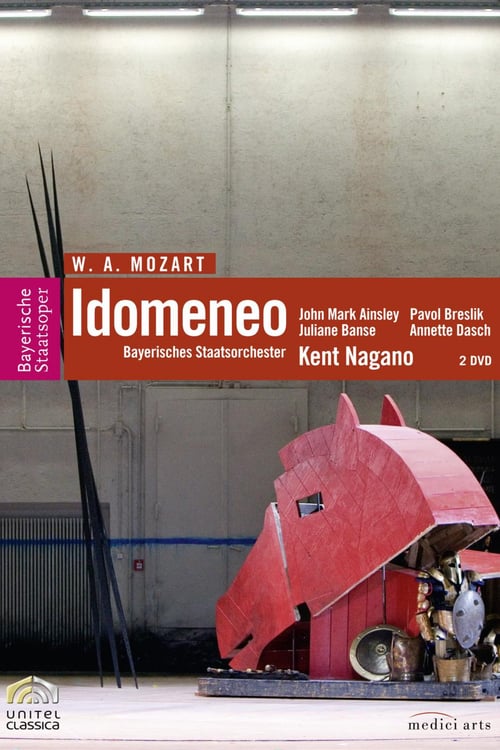 W. A. MOZART
Bayerische
Staatsoper
Idomeneo
Bayerisches Staatsorchester
John Mark Ainsley Pavol Breslik
Juliane Banse Annette Dasch
Kent Nagano
2 DVD
UNITEL
CLASSICA
medici arts